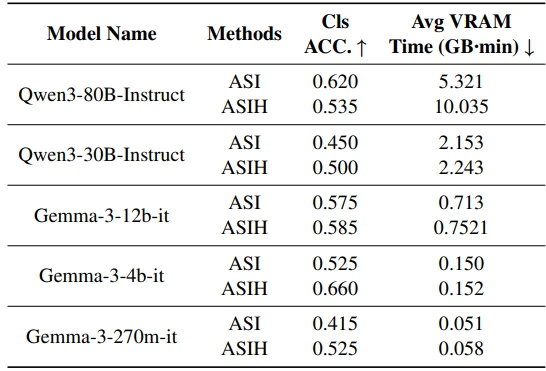 Model Name Methods Cls ACC. ↑ Avg VRAM Time (GB·min) ↓
Qwen3-80B-Instruct ASI 0.620 5.321
ASIH 0.535 10.035
Qwen3-30B-Instruct ASI 0.450 2.153
ASIH 0.500 2.243
Gemma-3-12b-it ASI 0.575 0.713
ASIH 0.585 0.7521
Gemma-3-4b-it ASI 0.525 0.150
ASIH 0.660 0.152
Gemma-3-270m-it ASI 0.415 0.051
ASIH 0.525 0.058